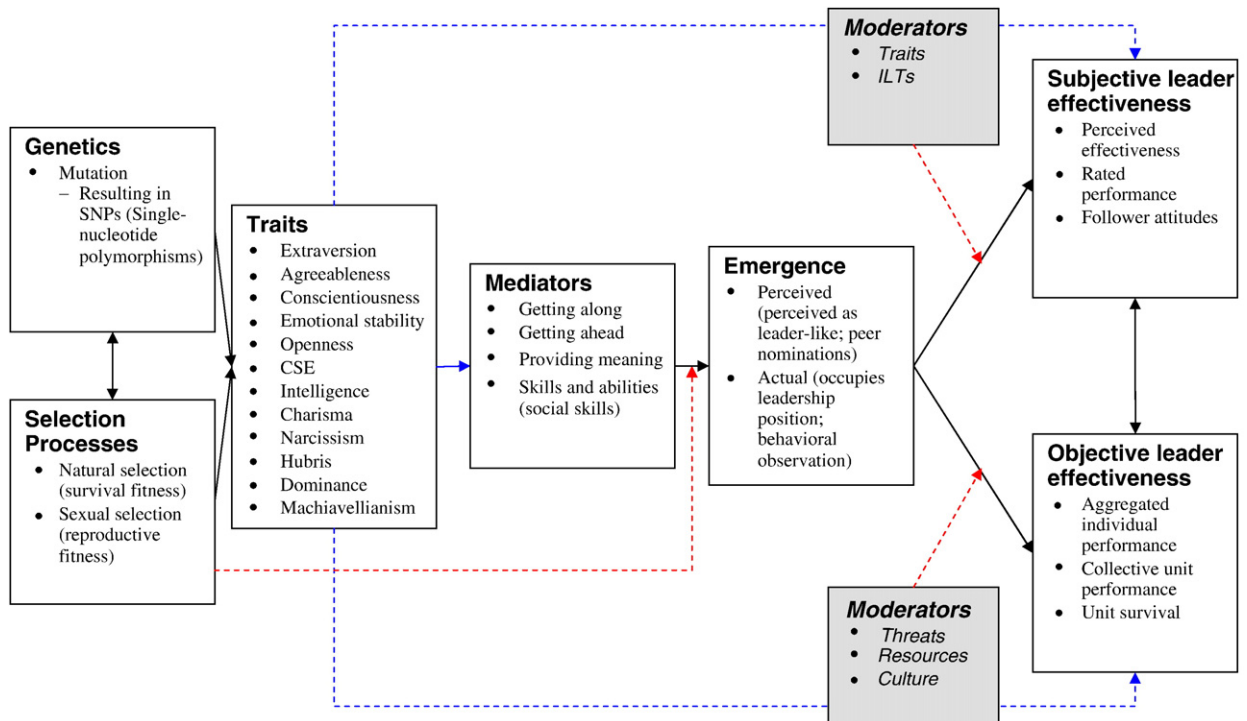 Genetics
• Mutation
– Resulting in
SNPs (Single-
nucleotide
polymorphisms)
Selection
Processes
• Natural selection
(survival fitness)
• Sexual selection
(reproductive
fitness)
Traits
• Extraversion
• Agreeableness
• Conscientiousness
• Emotional stability
• Openness
• CSE
• Intelligence
• Charisma
• Narcissism
• Hubris
• Dominance
• Machiavellianism
Mediators
• Getting along
• Getting ahead
• Providing meaning
• Skills and abilities
(social skills)
Emergence
• Perceived
(perceived as
leader-like; peer
nominations)
• Actual (occupies
leadership
position;
behavioral
observation)
Moderators
• Traits
• ILTs
Moderators
• Threats
• Resources
• Culture
Subjective leader
effectiveness
• Perceived
effectiveness
• Rated
performance
• Follower attitudes
Objective leader
effectiveness
• Aggregated
individual
performance
• Collective unit
performance
• Unit survival